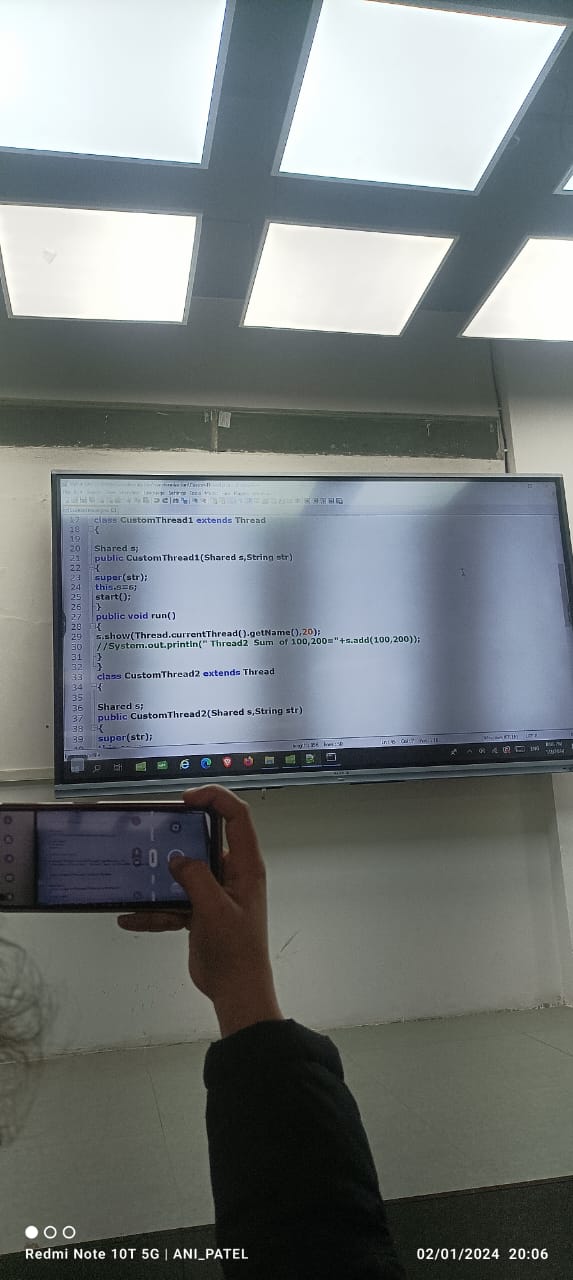 17 class CustomThread1 extends Thread
18 {
19
20 Shared s;
21 public CustomThread1(Shared s,String str)
22 {
23 super(str);
24 this.s=s;
25 start();
26 }
27 public void run()
28 {
29 s.show(Thread.currentThread().getName(),20);
30 //System.out.println(" Thread2 Sum of 100,200="+s.add(100,200));
31 }
32 }
33 class CustomThread2 extends Thread
34 {
35
36 Shared s;
37 public CustomThread2(Shared s,String str)
38 {
39 super(str);
Redmi Note 10T 5G | ANI_PATEL 02/01/2024 20:06